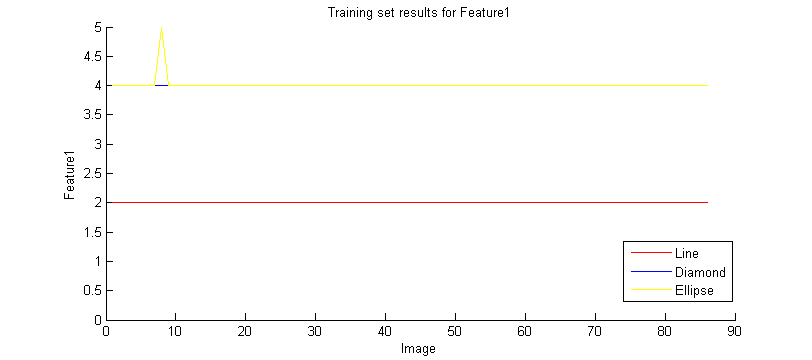 Training set results for Feature1
5
4.5
4
3.5
3
2.5
2
1.5
1
0.5
0
Feature1
0 10 20 30 40 50 60 70 80 90
Image
Line
Diamond
Ellipse